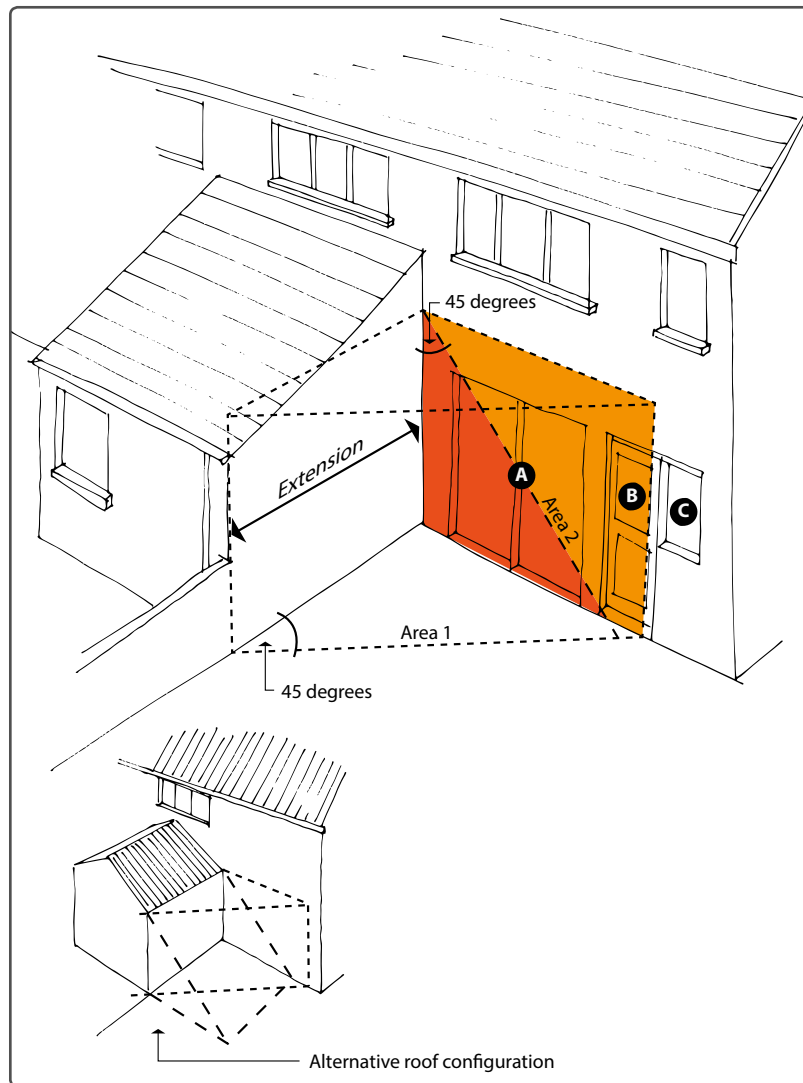 45 degrees
Extension
A
B
C
Area 2
Area 1
45 degrees
Alternative roof configuration